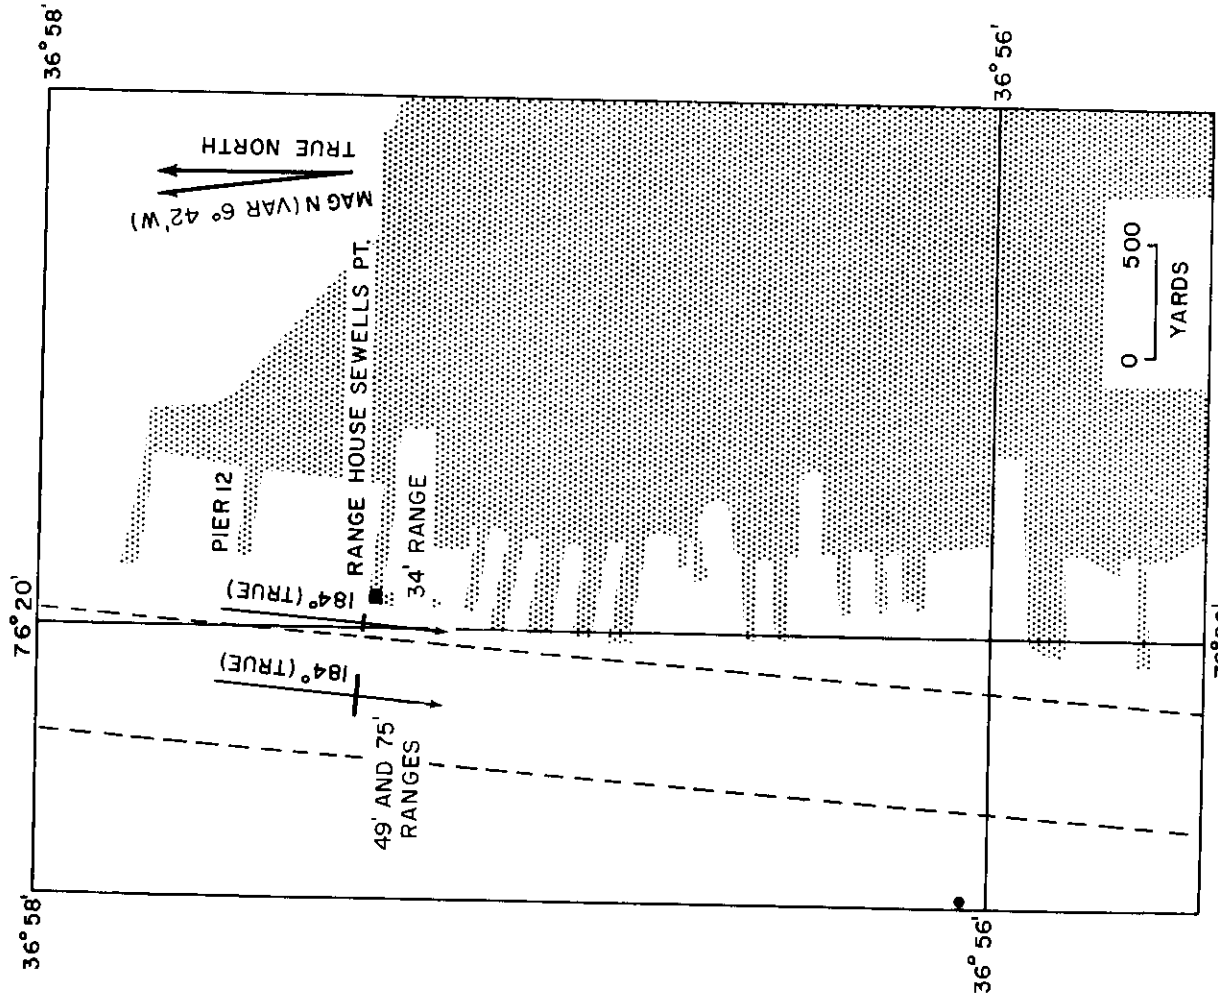 36° 58'
76° 20'
36° 58'
TRUE NORTH
MAG N (VAR 6° 42' W)
PIER 12
RANGE HOUSE SEWELLS PT.
34' RANGE
184° (TRUE)
184° (TRUE)
49' AND 75'
RANGES
36° 56'
36° 56'
0 500
YARDS